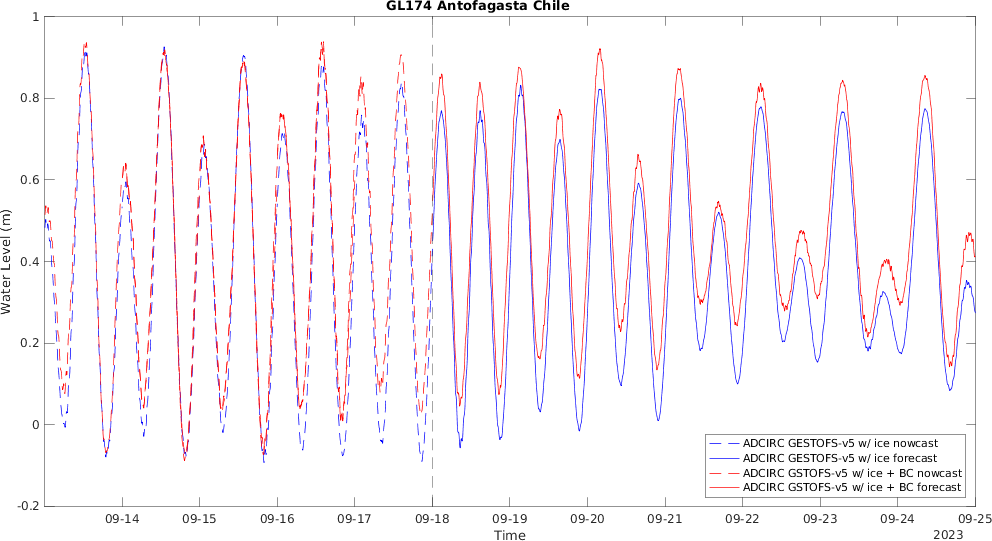 GL174 Antofagasta Chile
1
0.8
0.6
0.4
0.2
0
-0.2
Water Level (m)
ADCIRC GESTOFS-v5 w/ ice nowcast
ADCIRC GESTOFS-v5 w/ ice forecast
ADCIRC GSTOFS-v5 w/ ice + BC nowcast
ADCIRC GSTOFS-v5 w/ ice + BC forecast
09-14 09-15 09-16 09-17 09-18 09-19 09-20 09-21 09-22 09-23 09-24 09-25
Time
2023